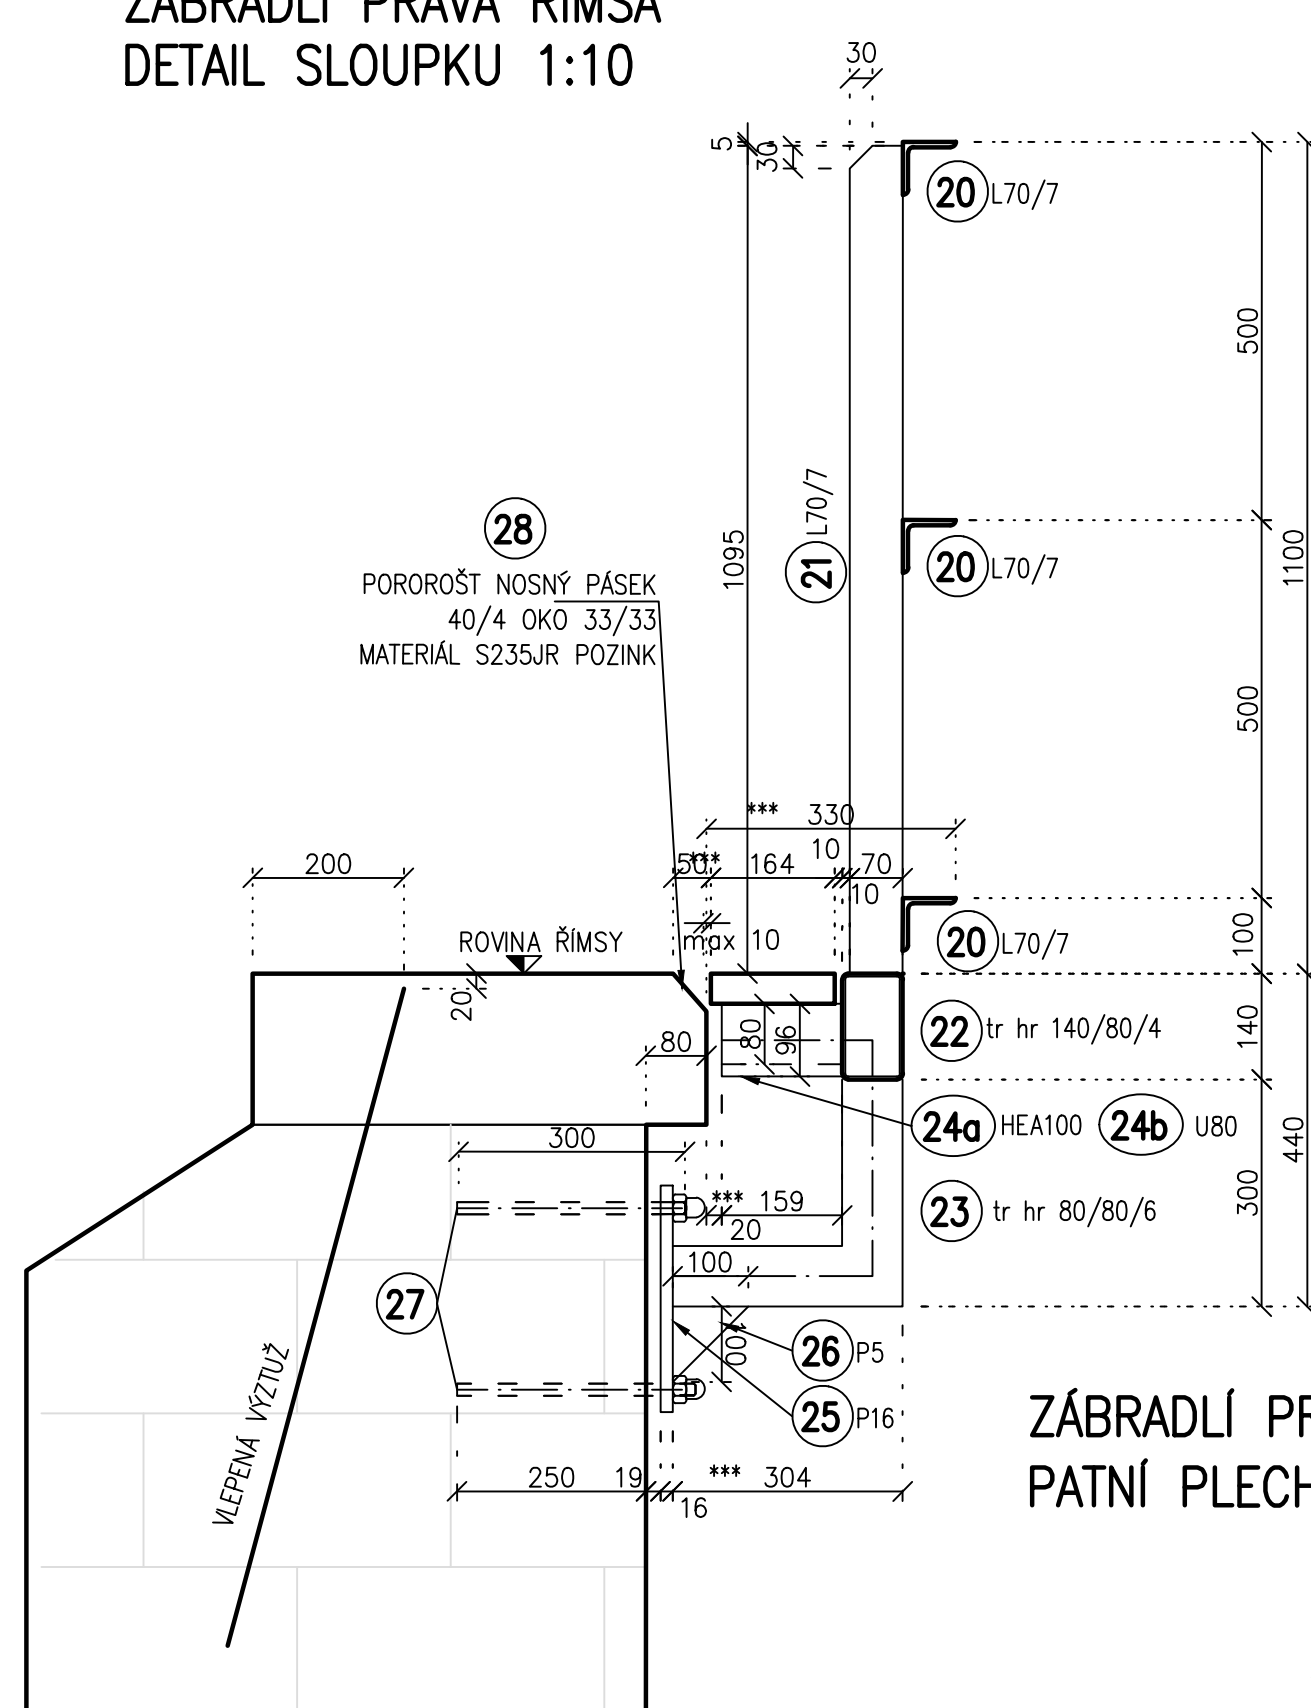 ZÁBRADLÍ PRAVÁ ŘÍMSA
DETAIL SLOUPKU 1:10
30
5
30
20 L70/7
500
1095
21 L70/7
20 L70/7
1100
28
POROROŠT NOSNÝ PÁSEK
40/4 OKO 33/33
MATERIÁL S235JR POZINK
500
*** 330
10
200
50
*** 164
70
10
ROVINA ŘÍMSY
max 10
20 L70/7
100
20
80
80
96
22 tr hr 140/80/4
140
24a HEA100 24b U80
300
440
*** 159
20
23 tr hr 80/80/6
300
100
27
100
26 P5
25 P16
VLEPENÁ VÝZTUŽ
250
19
*** 304
16
ZÁBRADLÍ PR
PATNÍ PLECH